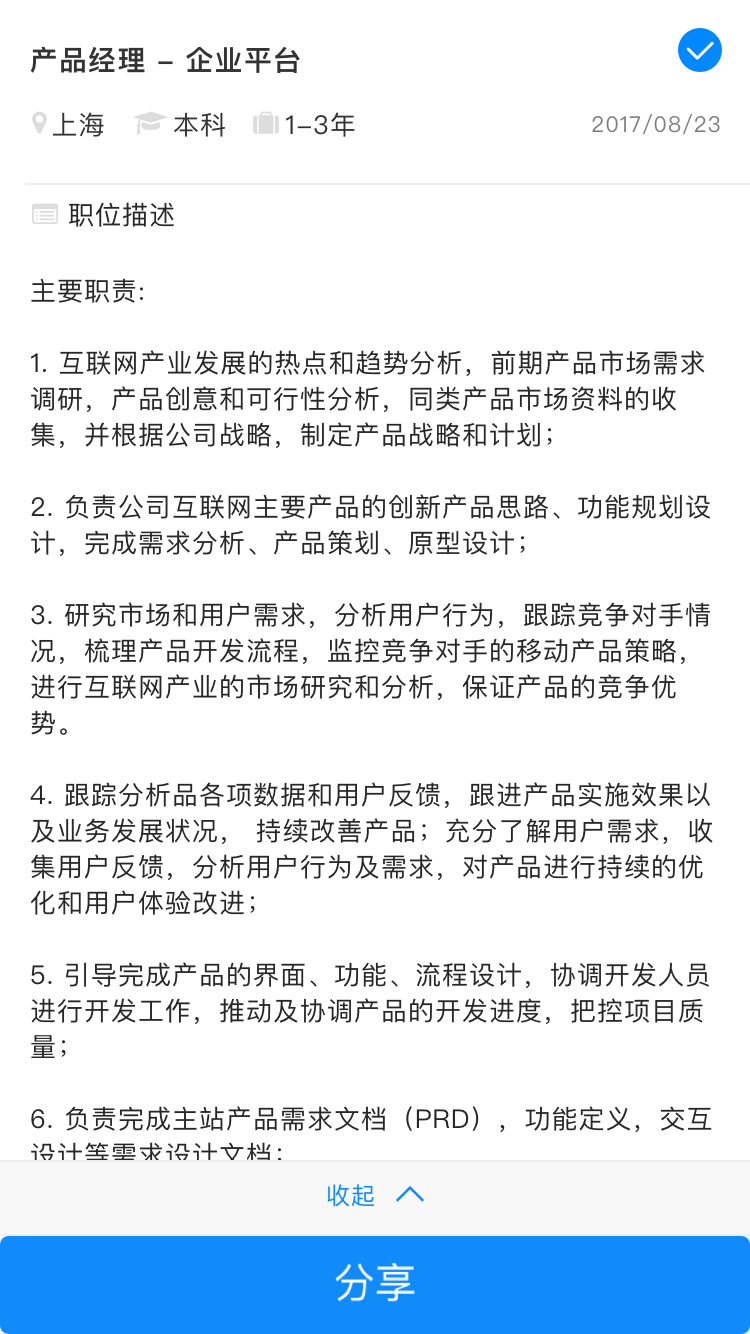 产品经理 – 企业平台
上海 本科 1–3年 2017/08/23
职位描述
主要职责:
1. 互联网产业发展的热点和趋势分析，前期产品市场需求
调研，产品创意和可行性分析，同类产品市场资料的收
集，并根据公司战略，制定产品战略和计划；
2. 负责公司互联网主要产品的创新产品思路、功能规划设
计，完成需求分析、产品策划、原型设计；
3. 研究市场和用户需求，分析用户行为，跟踪竞争对手情
况，梳理产品开发流程，监控竞争对手的移动产品策略，
进行互联网产业的市场研究和分析，保证产品的竞争优
势。
4. 跟踪分析品各项数据和用户反馈，跟进产品实施效果以
及业务发展状况， 持续改善产品；充分了解用户需求，收
集用户反馈，分析用户行为及需求，对产品进行持续的优
化和用户体验改进；
5. 引导完成产品的界面、功能、流程设计，协调开发人员
进行开发工作，推动及协调产品的开发进度，把控项目质
量；
6. 负责完成主站产品需求文档（PRD），功能定义，交互
设计等需求设计文档；
收起
分享